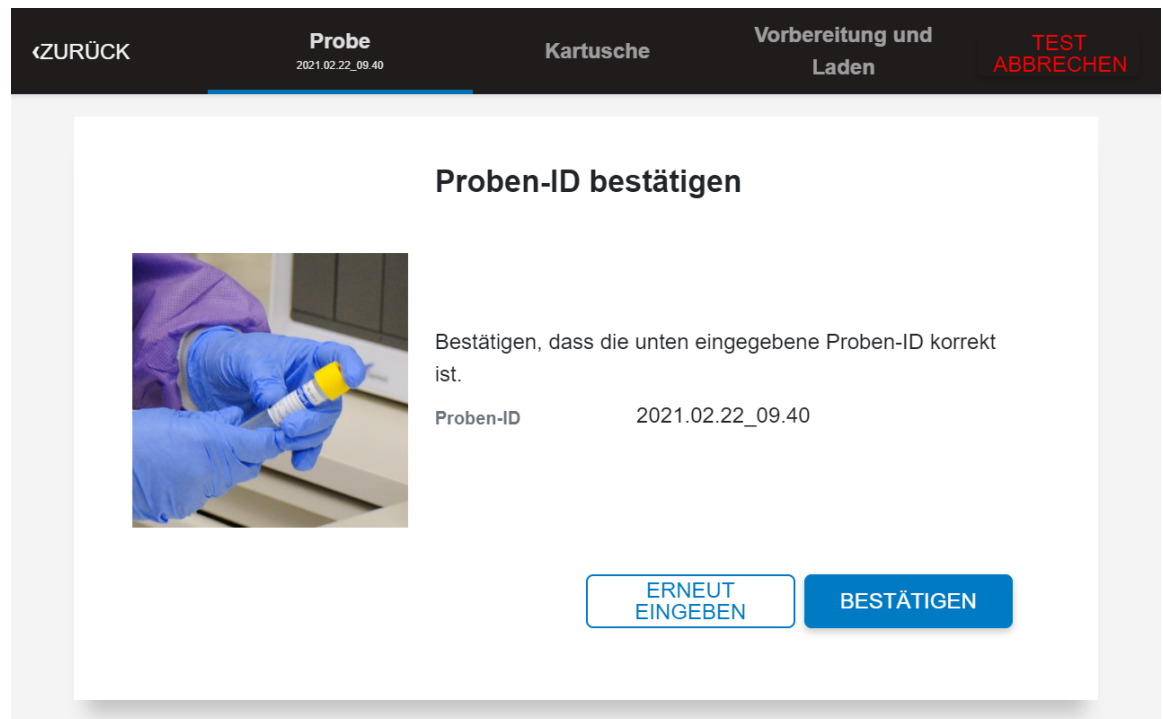 ‹ZURÜCK
Probe
2021.02.22_09.40
Kartusche
Vorbereitung und
Laden
TEST
ABBRECHEN
Proben-ID bestätigen
Bestätigen, dass die unten eingegebene Proben-ID korrekt
ist.
Proben-ID 2021.02.22_09.40
ERNEUT
EINGEBEN
BESTÄTIGEN